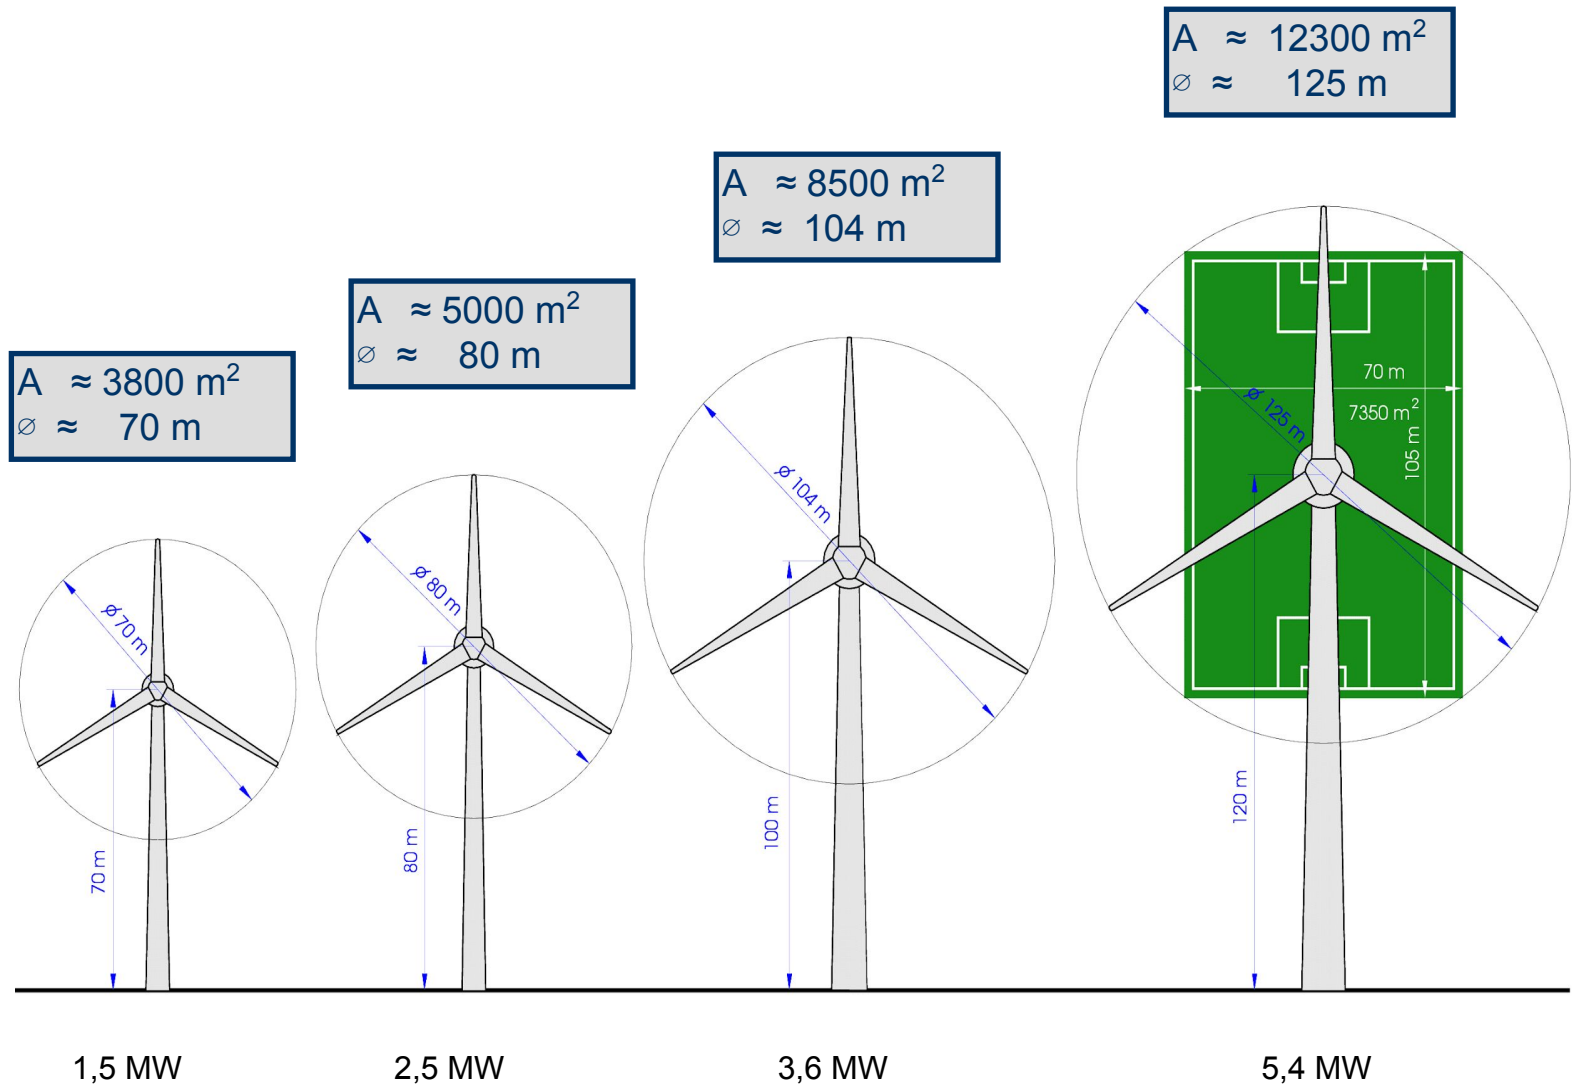 A ≈ 12300 m²
⌀ ≈ 125 m
A ≈ 8500 m²
⌀ ≈ 104 m
A ≈ 5000 m²
⌀ ≈ 80 m
A ≈ 3800 m²
⌀ ≈ 70 m
70 m
7350 m²
105 m
Ø 125 m
Ø 104 m
Ø 80 m
Ø 70 m
120 m
100 m
80 m
70 m
1,5 MW
2,5 MW
3,6 MW
5,4 MW